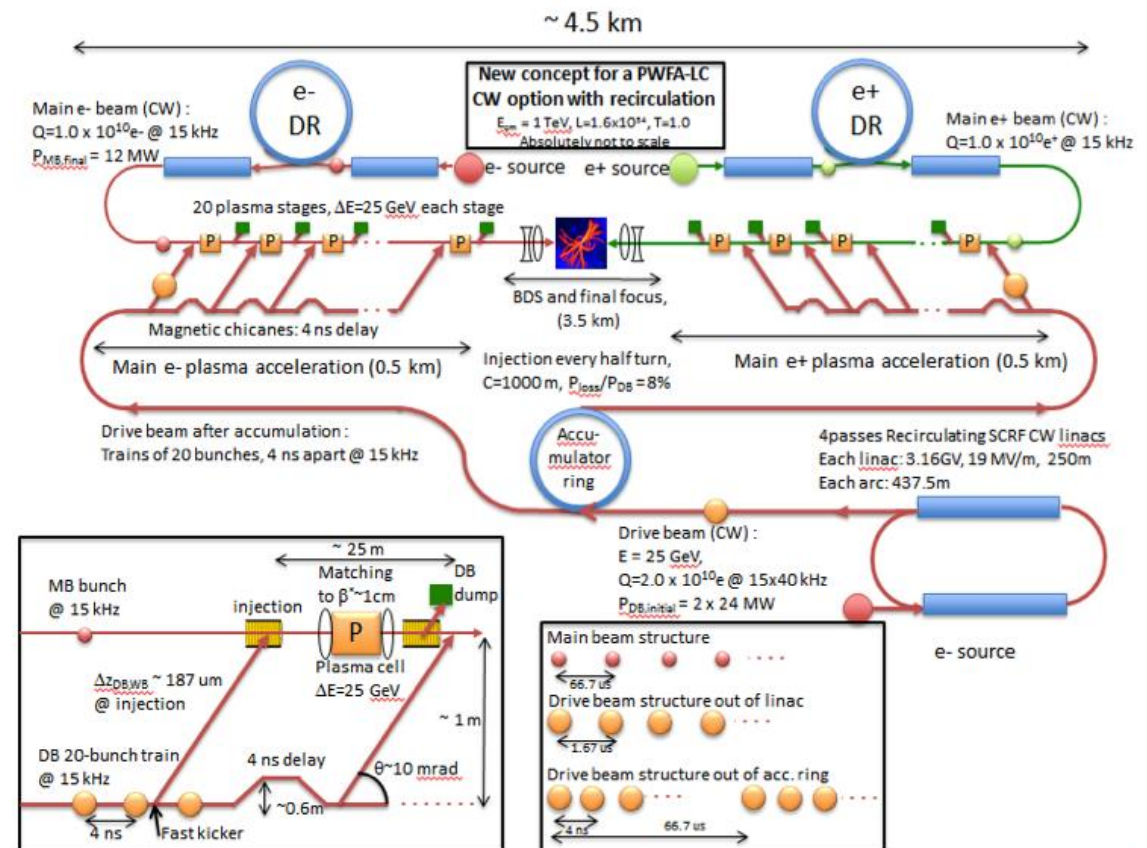 ~ 4.5 km
New concept for a PWFA-LC
CW option with recirculation
E_cm = 1 TeV, L=1.6x10³⁴, T=1.0
Absolutely not to scale
e-
DR
e+
DR
Main e- beam (CW) :
Q=1.0 x 10¹⁰e- @ 15 kHz
P_MB,final = 12 MW
Main e+ beam (CW) :
Q=1.0 x 10¹⁰e⁺ @ 15 kHz
e- source
e+ source
20 plasma stages, ΔE=25 GeV each stage
P
P
P
P
P
P
P
P
BDS and final focus,
(3.5 km)
Magnetic chicanes: 4 ns delay
Main e- plasma acceleration (0.5 km)
Injection every half turn,
C=1000 m, P_loss/P_DB = 8%
Main e+ plasma acceleration (0.5 km)
Drive beam after accumulation :
Trains of 20 bunches, 4 ns apart @ 15 kHz
Accu-
mulator
ring
4passes Recirculating SCRF CW linacs
Each linac: 3.16GV, 19 MV/m, 250m
Each arc: 437.5m
Drive beam (CW) :
E = 25 GeV,
Q=2.0 x 10¹⁰e @ 15x40 kHz
P_DB,initial = 2 x 24 MW
e- source
~ 25 m
MB bunch
@ 15 kHz
injection
Matching
to β*~1cm
DB
dump
P
Plasma cell
ΔE=25 GeV
Δz_DB,WB ~ 187 um
@ injection
~ 1 m
DB 20-bunch train
@ 15 kHz
4 ns delay
θ~10 mrad
~0.6m
4 ns
Fast kicker
Main beam structure
66.7 us
Drive beam structure out of linac
1.67 us
Drive beam structure out of acc. ring
4 ns
66.7 us